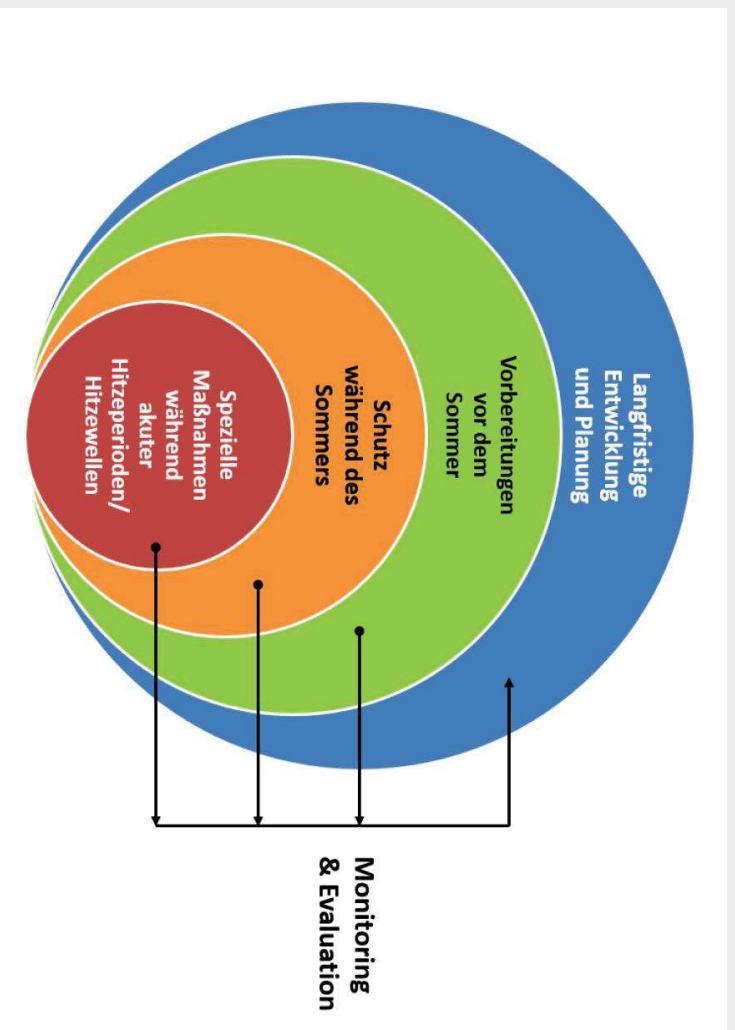 Langfristige
Entwicklung
und Planung
Vorbereitungen
vor dem
Sommer
Schutz
während des
Sommers
Spezielle
Maßnahmen
während
akuter
Hitzeperioden/
Hitzewellen
Monitoring
& Evaluation